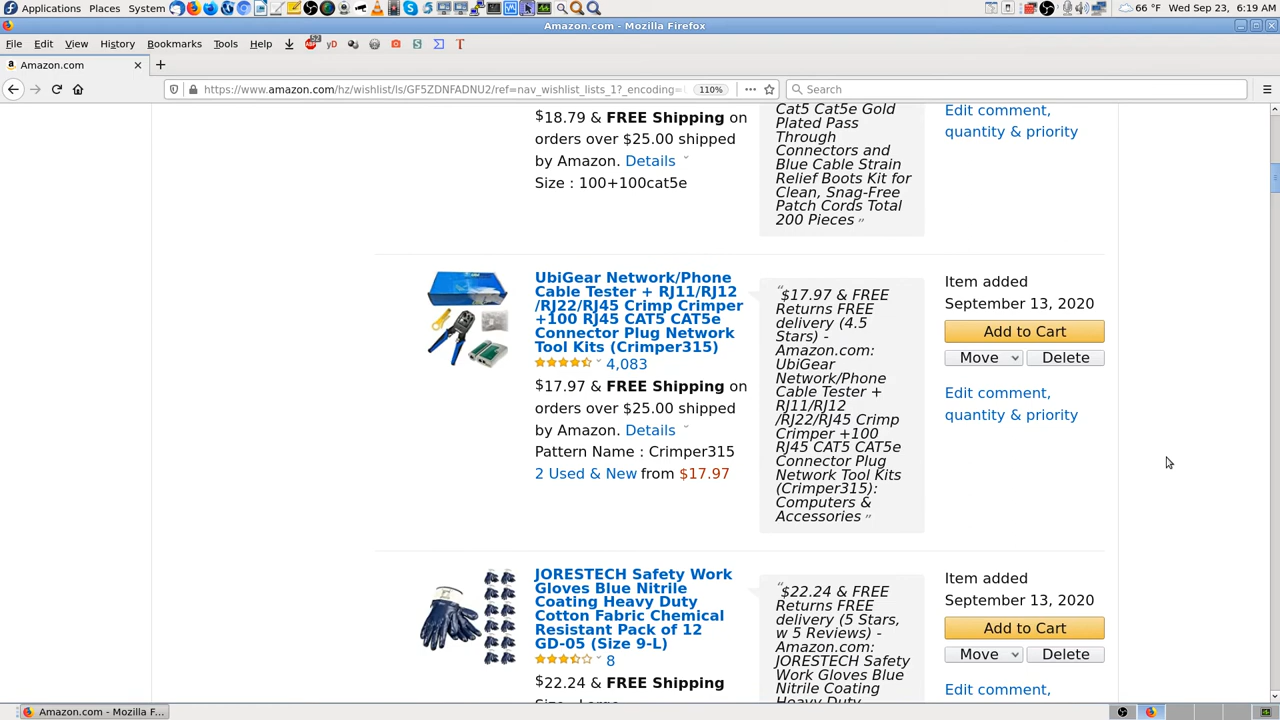 Applications Places System
66 °F Wed Sep 23, 6:19 AM
Amazon.com - Mozilla Firefox
File Edit View History Bookmarks Tools Help
Amazon.com
https://www.amazon.com/hz/wishlist/ls/GF5ZDNFADNU2/ref=nav_wishlist_lists_1?_encoding=
110%
Search
$18.79 & FREE Shipping on
orders over $25.00 shipped
by Amazon. Details
Size : 100+100cat5e
Cat5 Cat5e Gold
Plated Pass
Through
Connectors and
Blue Cable Strain
Relief Boots Kit for
Clean, Snag-Free
Patch Cords Total
200 Pieces ”
Edit comment,
quantity & priority
UbiGear Network/Phone
Cable Tester + RJ11/RJ12
/RJ22/RJ45 Crimp Crimper
+100 RJ45 CAT5 CAT5e
Connector Plug Network
Tool Kits (Crimper315)
4,083
$17.97 & FREE Shipping on
orders over $25.00 shipped
by Amazon. Details
Pattern Name : Crimper315
2 Used & New from $17.97
“$17.97 & FREE
Returns FREE
delivery (4.5
Stars) -
Amazon.com:
UbiGear
Network/Phone
Cable Tester +
RJ11/RJ12
/RJ22/RJ45 Crimp
Crimper +100
RJ45 CAT5 CAT5e
Connector Plug
Network Tool Kits
(Crimper315):
Computers &
Accessories ”
Item added
September 13, 2020
Add to Cart
Move Delete
Edit comment,
quantity & priority
JORESTECH Safety Work
Gloves Blue Nitrile
Coating Heavy Duty
Cotton Fabric Chemical
Resistant Pack of 12
GD-05 (Size 9-L)
8
$22.24 & FREE Shipping
“$22.24 & FREE
Returns FREE
delivery (5 Stars,
w 5 Reviews) -
Amazon.com:
JORESTECH Safety
Work Gloves Blue
Nitrile Coating
Item added
September 13, 2020
Add to Cart
Move Delete
Edit comment,
Amazon.com - Mozilla F...